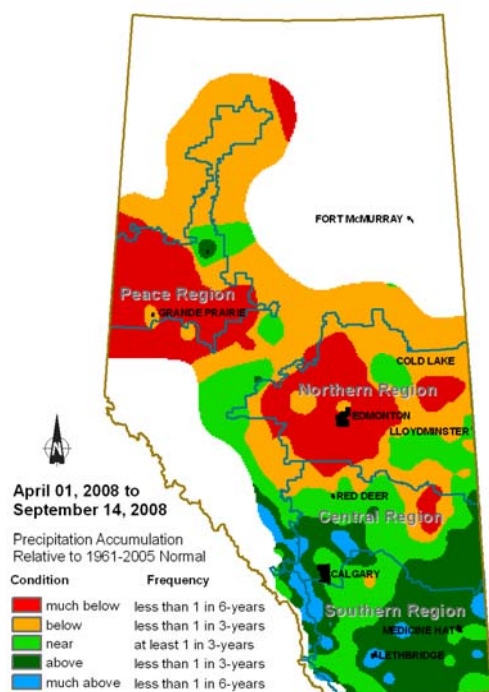 FORT McMURRAY
Peace Region
GRANDE PRAIRIE
COLD LAKE
Northern Region
EDMONTON
LLOYDMINSTER
RED DEER
Central Region
CALGARY
Southern Region
MEDICINE HAT
LETHBRIDGE
April 01, 2008 to
September 14, 2008
Precipitation Accumulation
Relative to 1961-2005 Normal
Condition Frequency
much below less than 1 in 6-years
below less than 1 in 3-years
near at least 1 in 3-years
above less than 1 in 3-years
much above less than 1 in 6-years